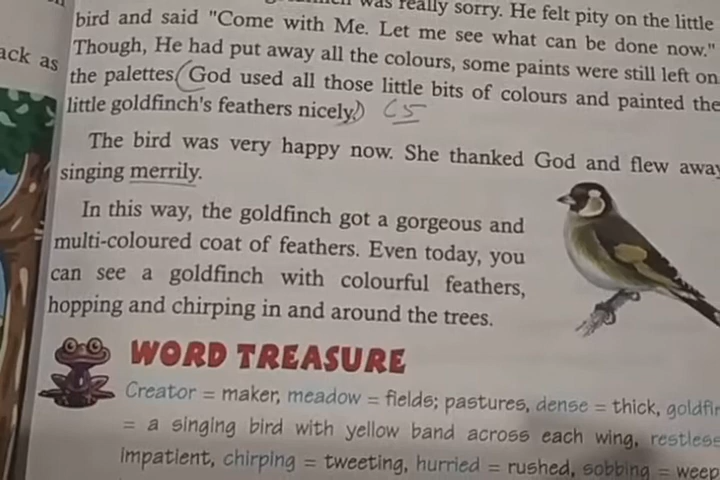 was really sorry. He felt pity on the little
bird and said "Come with Me. Let me see what can be done now."
ack as
Though, He had put away all the colours, some paints were still left on
the palettes (God used all those little bits of colours and painted the
little goldfinch's feathers nicely.)
The bird was very happy now. She thanked God and flew away
singing merrily.
In this way, the goldfinch got a gorgeous and
multi-coloured coat of feathers. Even today, you
can see a goldfinch with colourful feathers,
hopping and chirping in and around the trees.
WORD TREASURE
Creator = maker, meadow = fields; pastures, dense = thick, goldfin
= a singing bird with yellow band across each wing, restless
impatient, chirping = tweeting, hurried = rushed, sobbing = weep